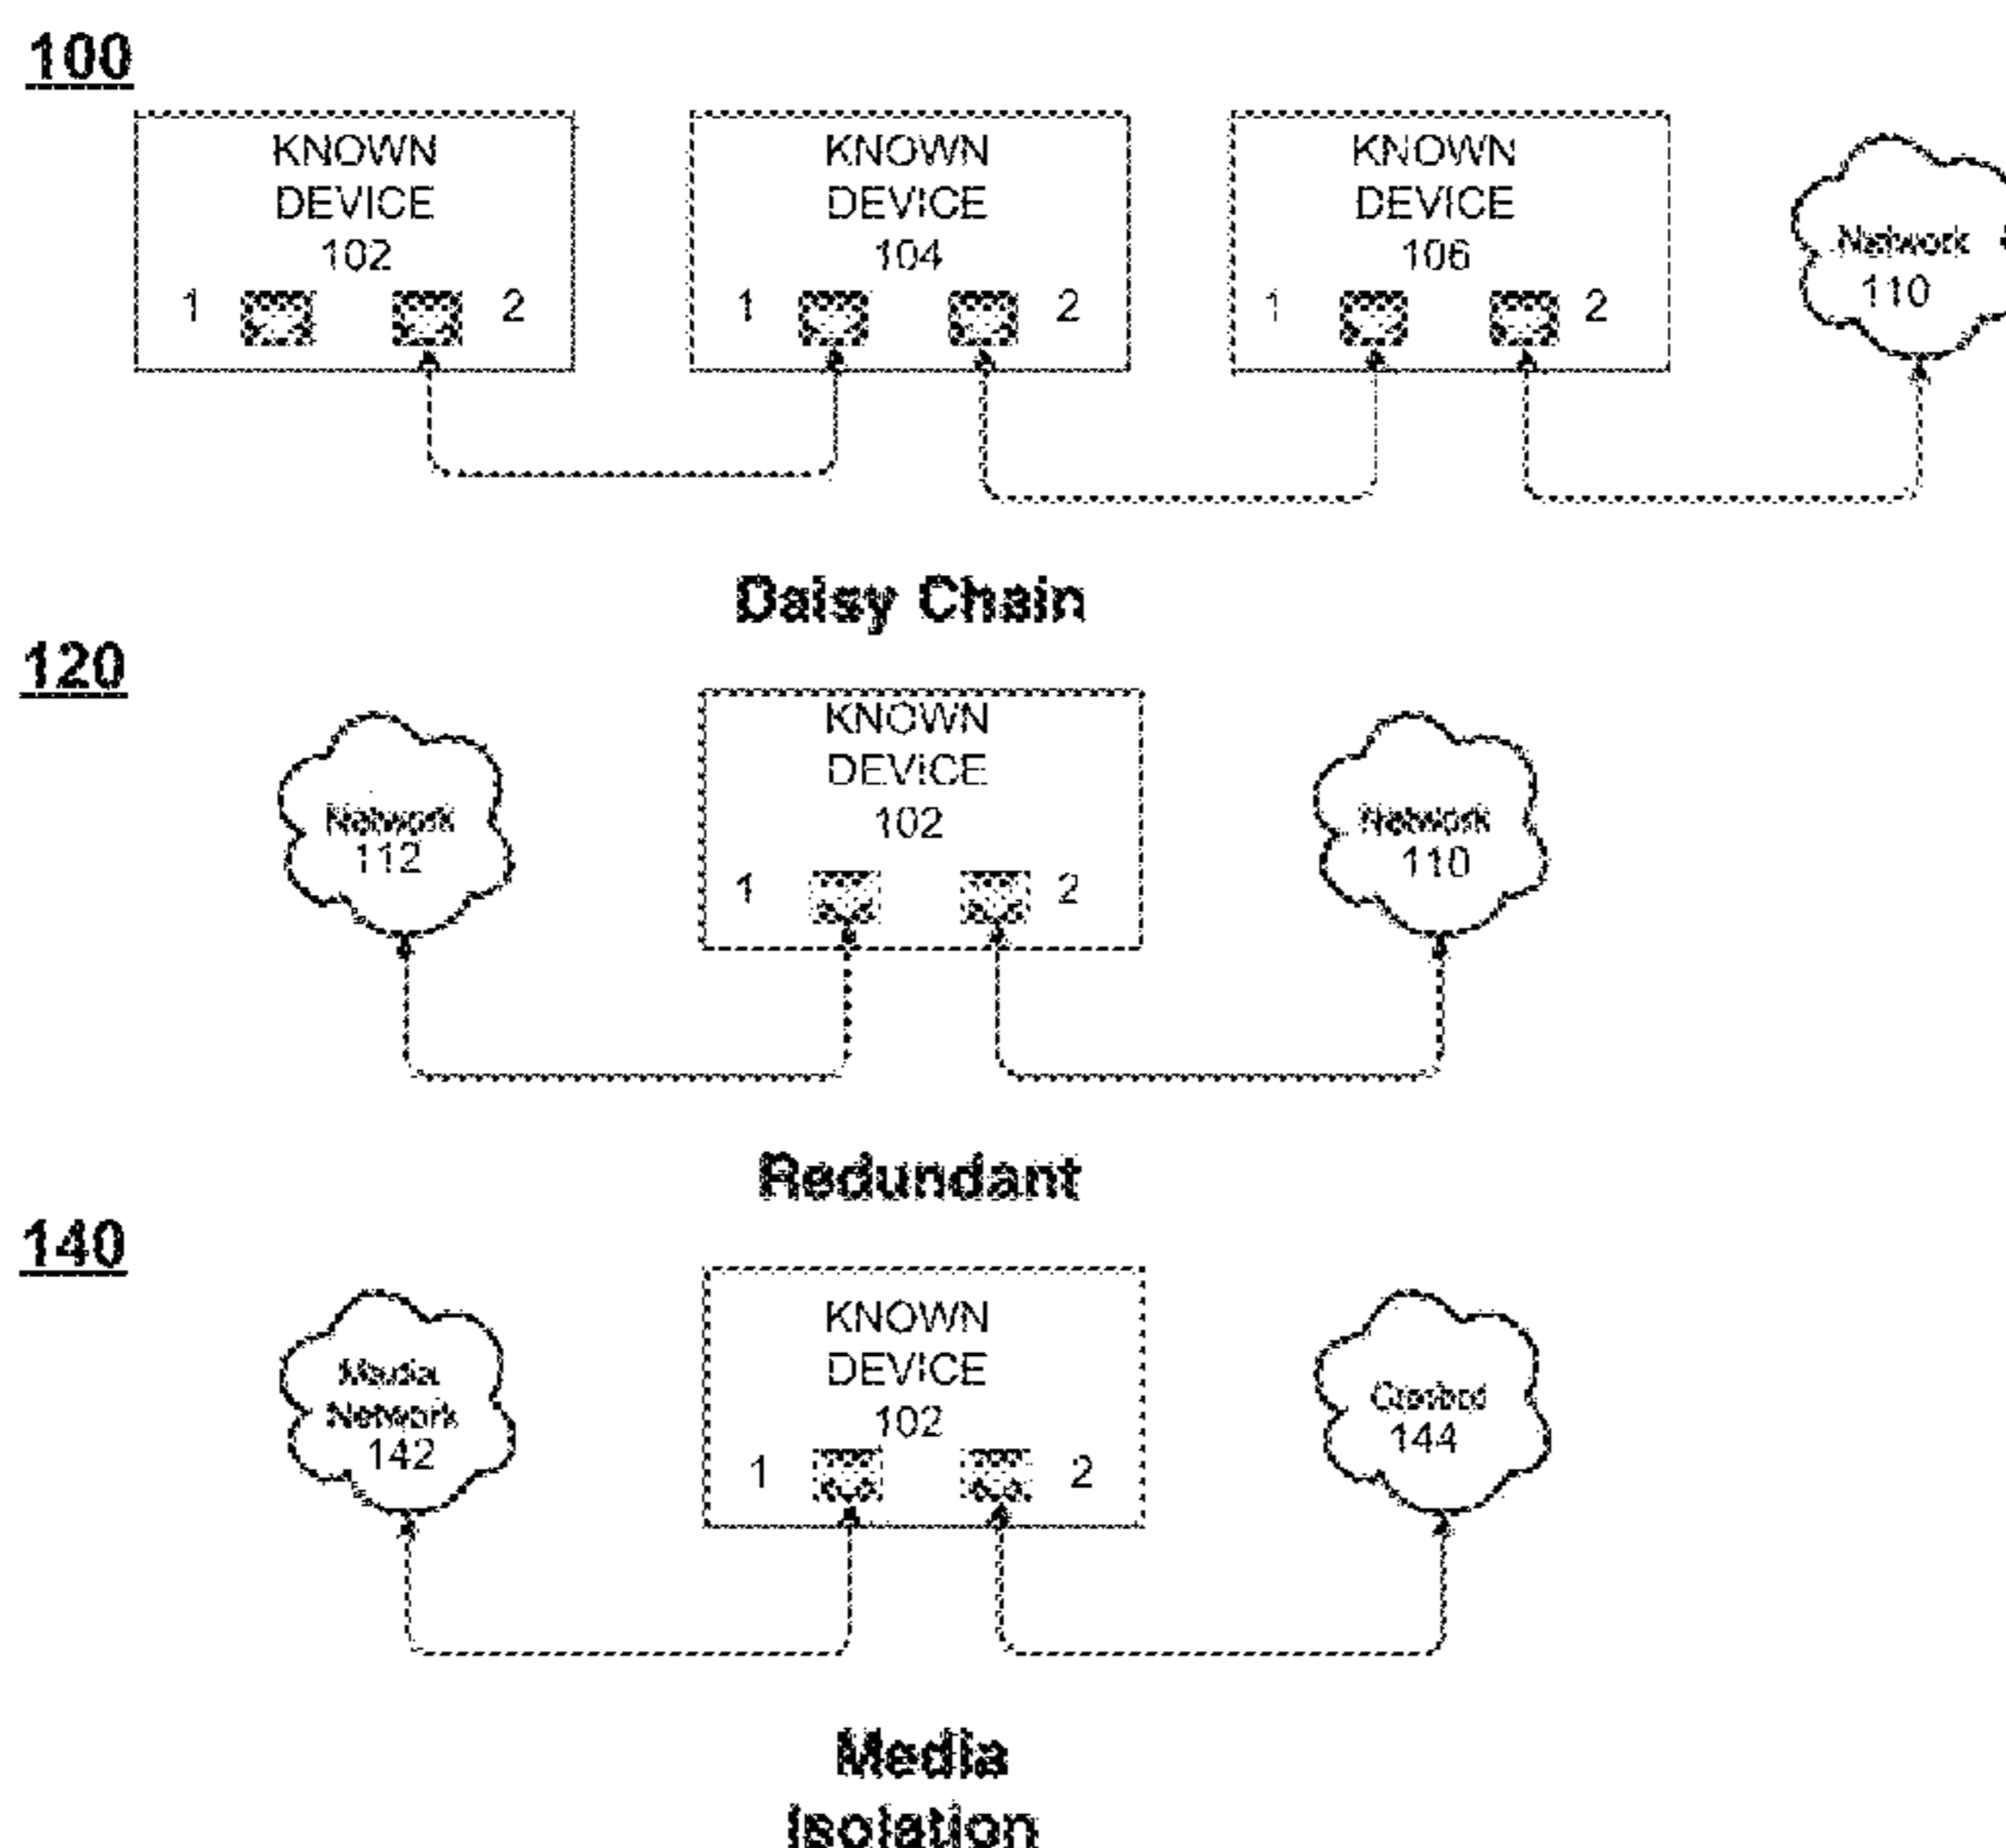 100
KNOWN
DEVICE
102
1
2
KNOWN
DEVICE
104
1
2
KNOWN
DEVICE
106
1
2
Network
110
Daisy Chain
120
Network
112
KNOWN
DEVICE
102
1
2
Network
110
Redundant
140
Media
Network
142
KNOWN
DEVICE
102
1
2
Control
144
Media
Isolation